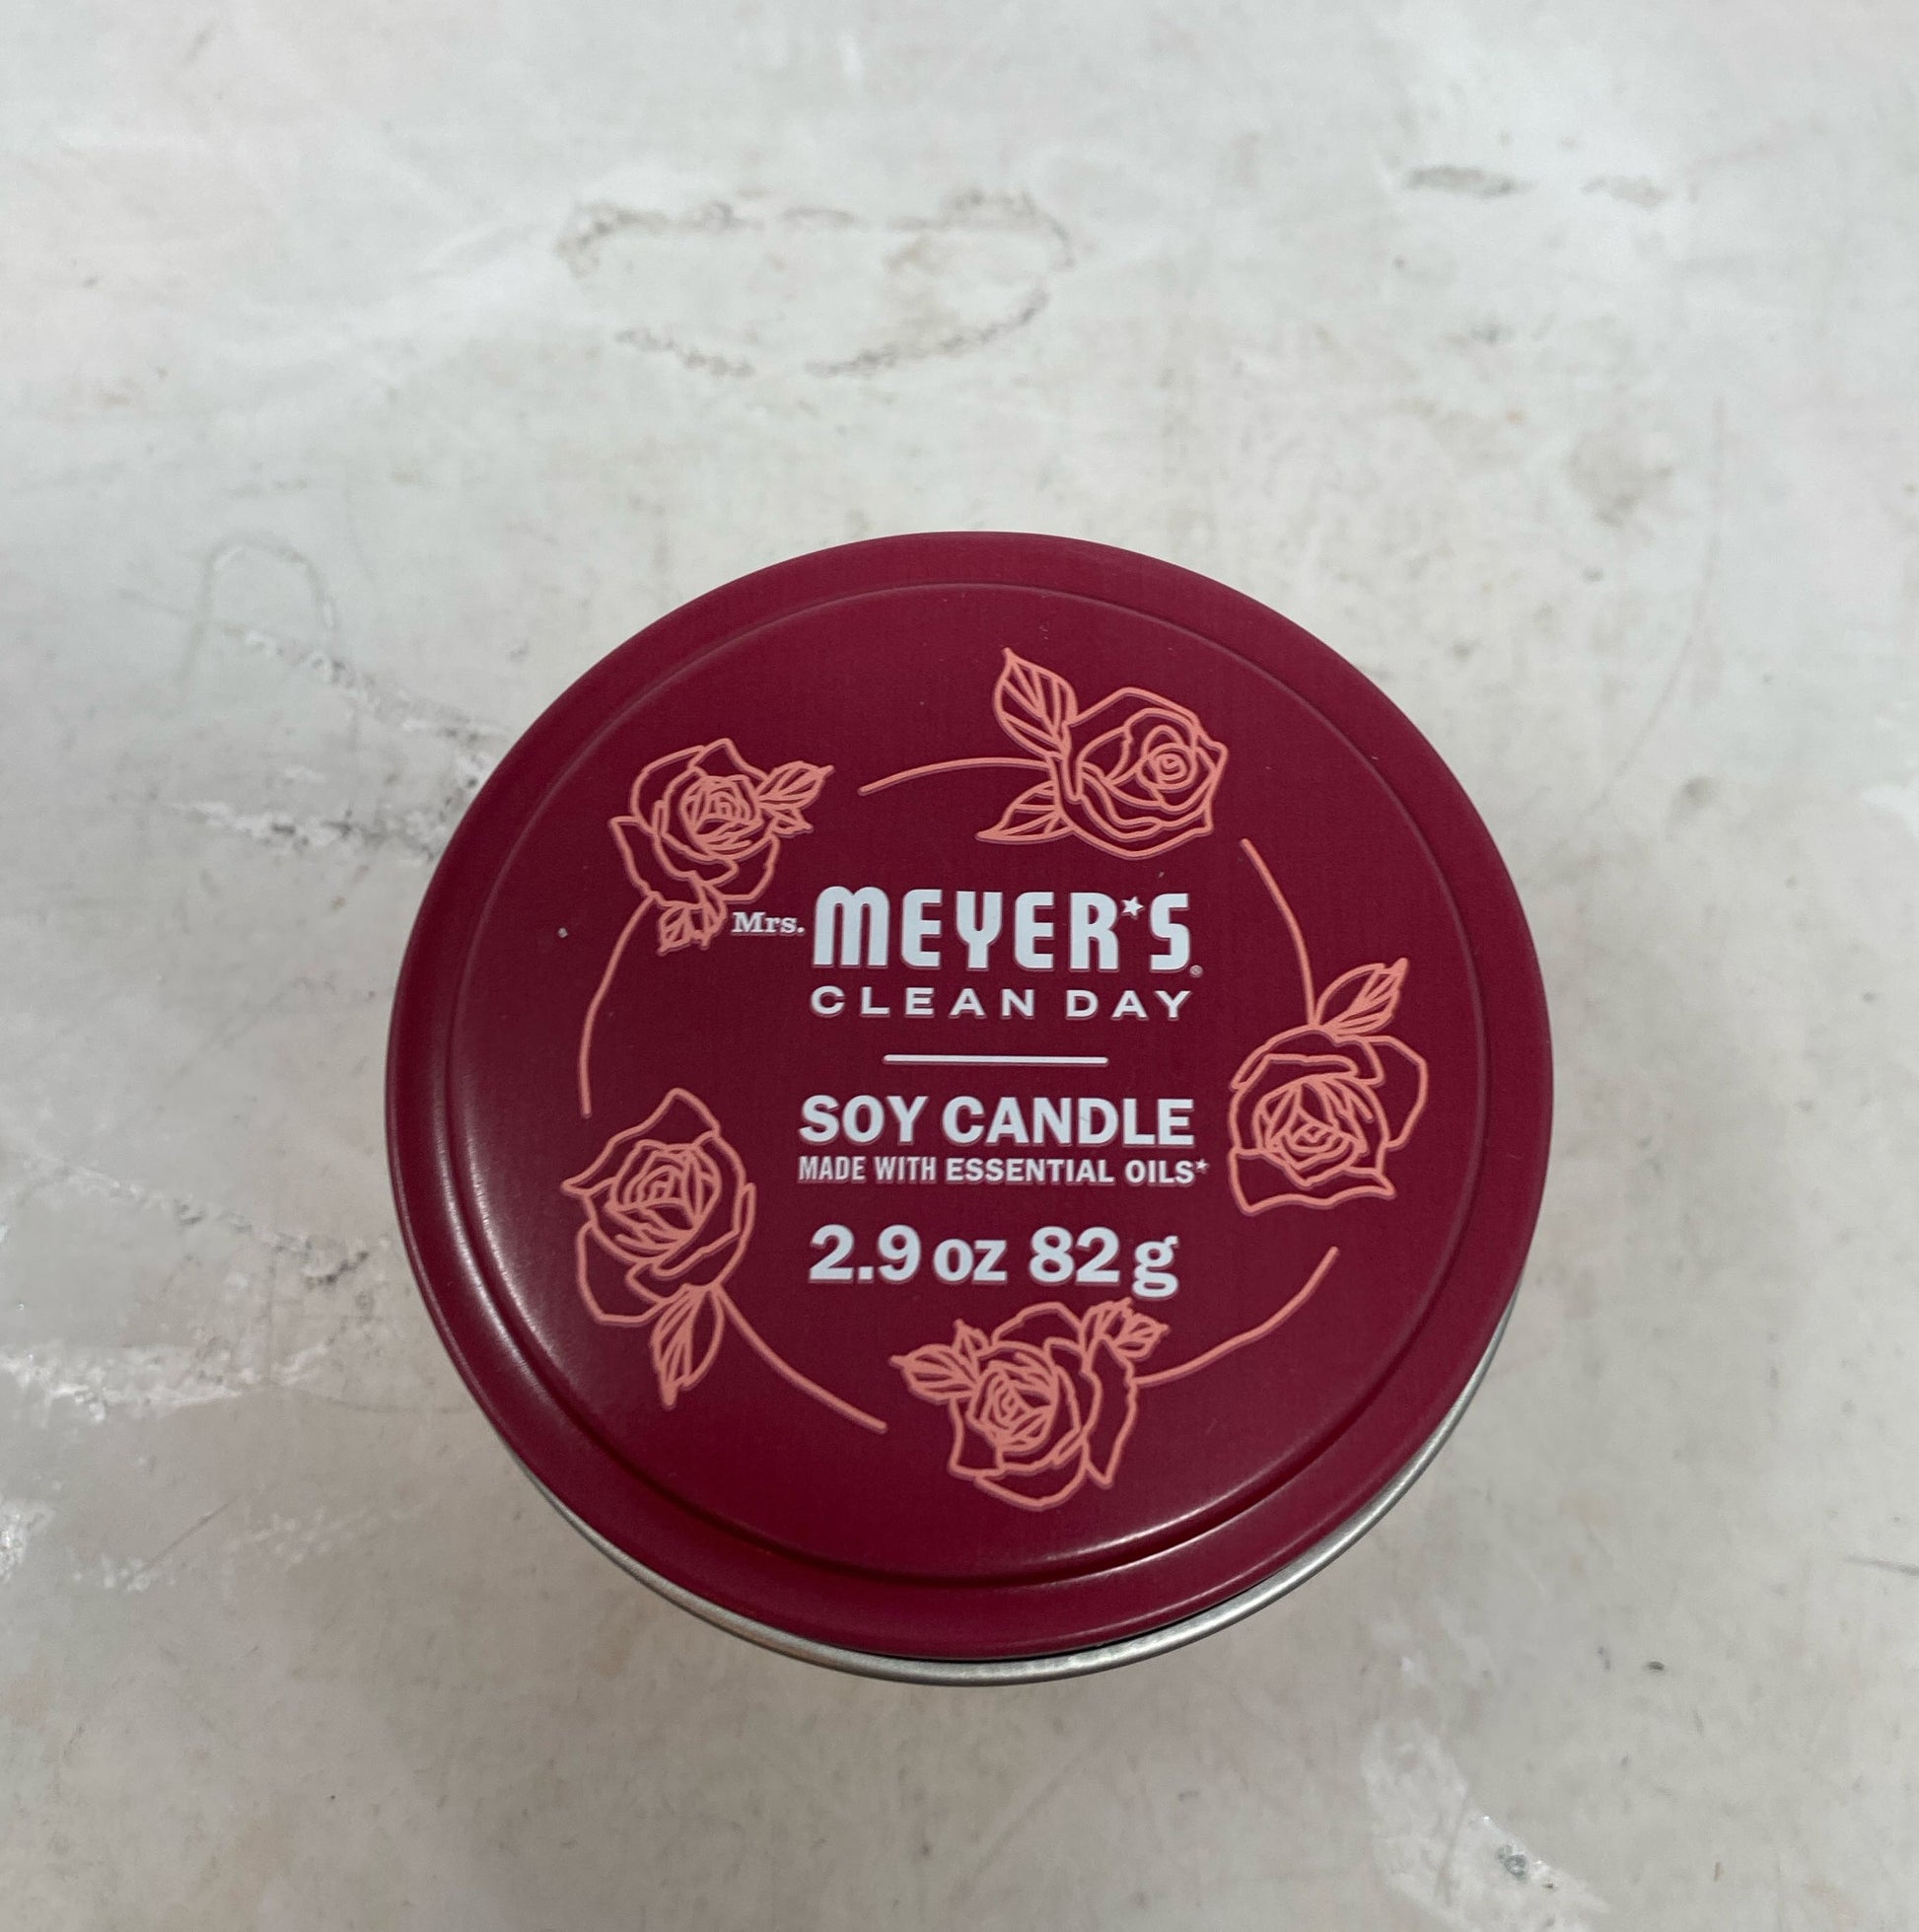 Mrs. MEYER'S®
CLEAN DAY
SOY CANDLE
MADE WITH ESSENTIAL OILS*
2.9 oz 82 g